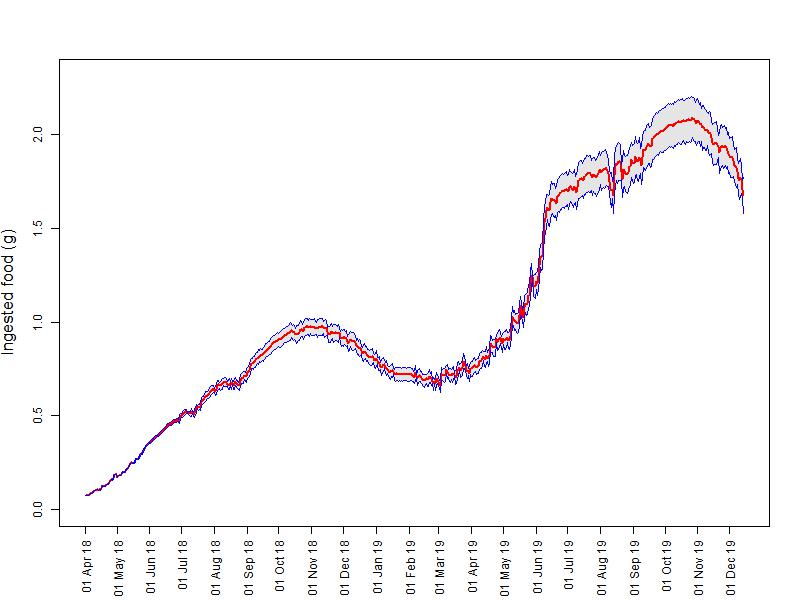 Ingested food (g)
2.0
1.5
1.0
0.5
0.0
01 Apr 18
01 May 18
01 Jun 18
01 Jul 18
01 Aug 18
01 Sep 18
01 Oct 18
01 Nov 18
01 Dec 18
01 Jan 19
01 Feb 19
01 Mar 19
01 Apr 19
01 May 19
01 Jun 19
01 Jul 19
01 Aug 19
01 Sep 19
01 Oct 19
01 Nov 19
01 Dec 19